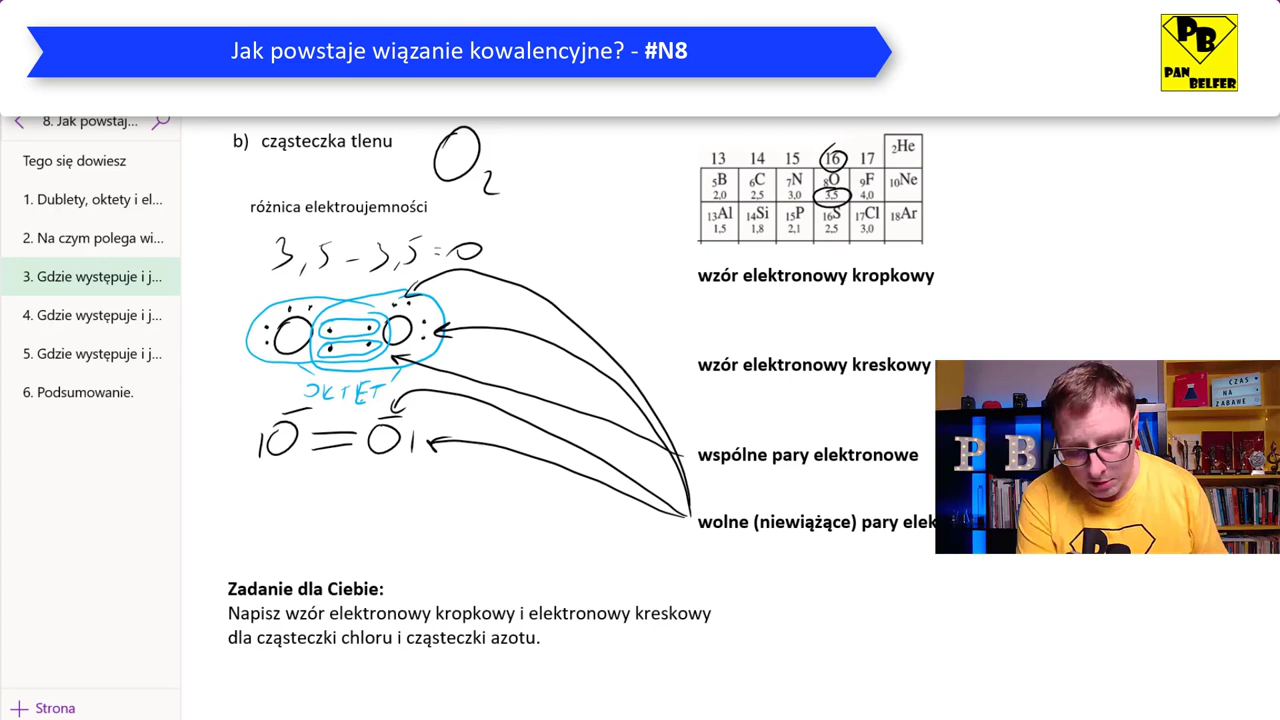 Jak powstaje wiązanie kowalencyjne? - #N8
PB
PAN
BELFER
8. Jak powstaj...
Tego się dowiesz
1. Dublety, oktety i el...
2. Na czym polega wi...
3. Gdzie występuje i j...
4. Gdzie występuje i j...
5. Gdzie występuje i j...
6. Podsumowanie.
Strona
b) cząsteczka tlenu
O2
różnica elektroujemności
3,5 - 3,5 = 0
O O
OKTET
O = O
13 14 15 16 17 2He
5B 6C 7N 8O 9F 10Ne
2,0 2,5 3,0 3,5 4,0
13Al 14Si 15P 16S 17Cl 18Ar
1,5 1,8 2,1 2,5 3,0
wzór elektronowy kropkowy
wzór elektronowy kreskowy
wspólne pary elektronowe
wolne (niewiążące) pary elek
Zadanie dla Ciebie:
Napisz wzór elektronowy kropkowy i elektronowy kreskowy
dla cząsteczki chloru i cząsteczki azotu.
CZAS
NA
ZABAWE
P B